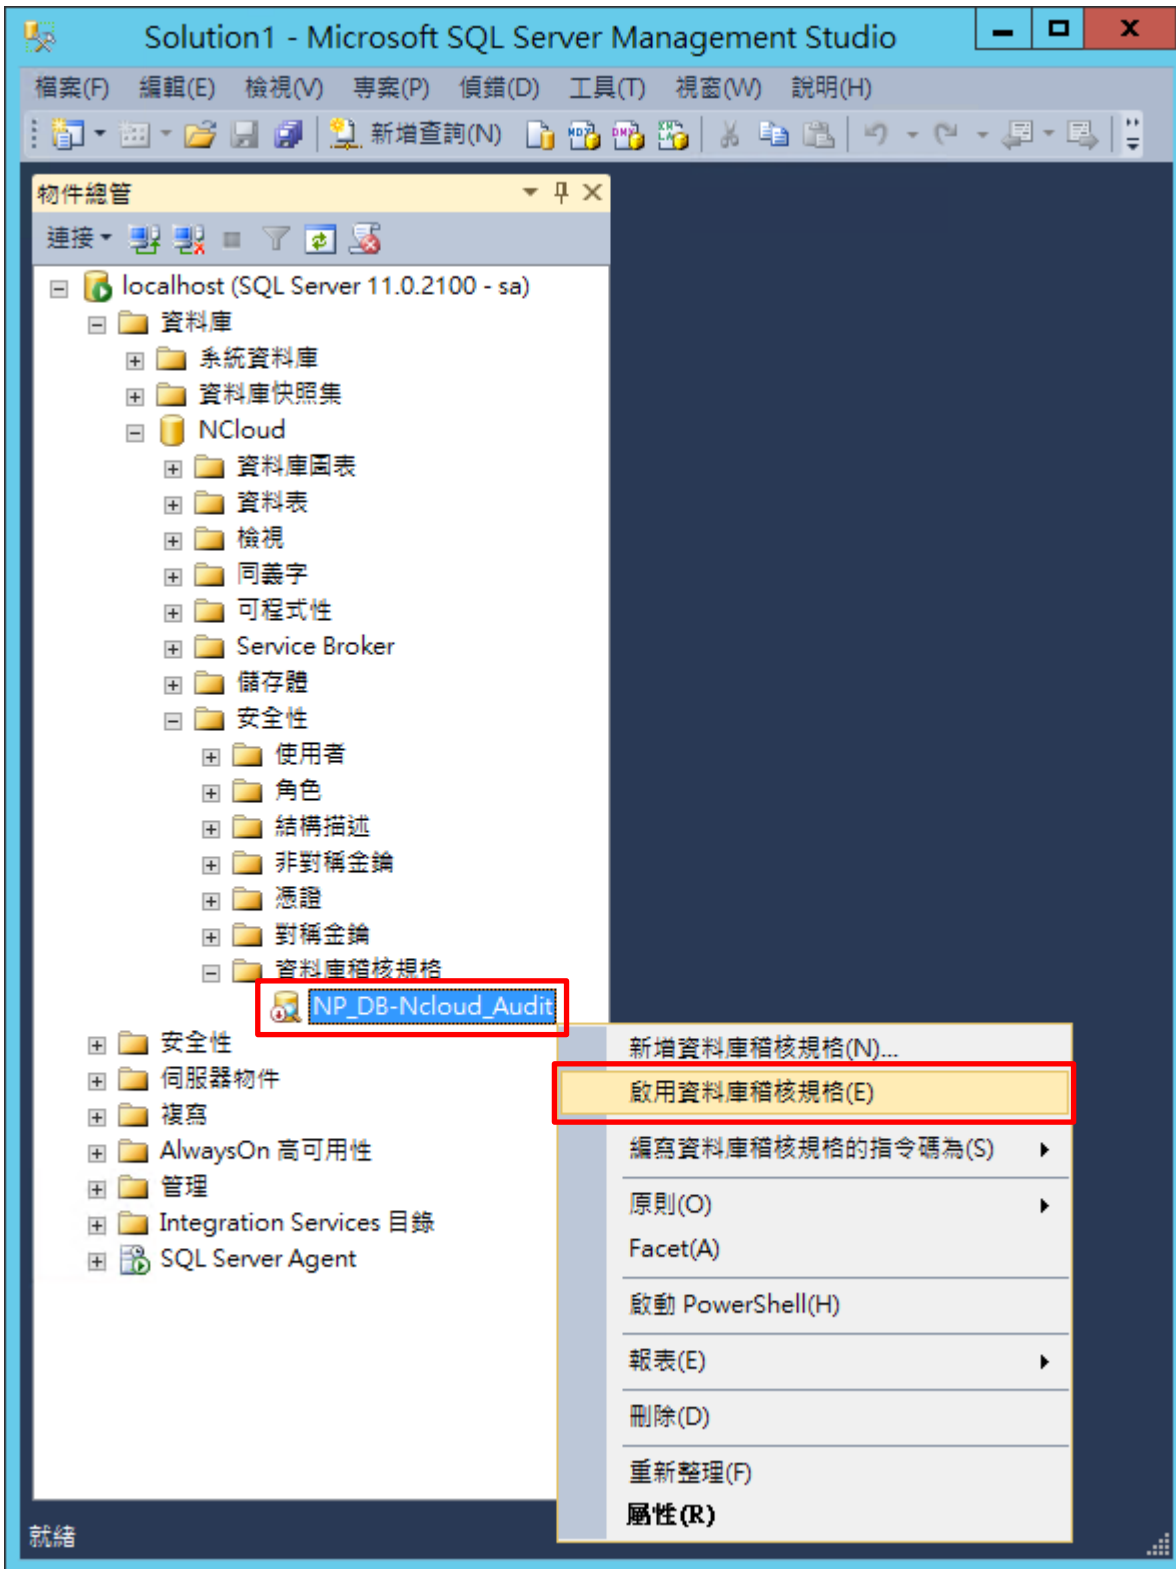 Solution1 - Microsoft SQL Server Management Studio
檔案(F) 編輯(E) 檢視(V) 專案(P) 偵錯(D) 工具(T) 視窗(W) 說明(H)
新增查詢(N)
物件總管
連接
localhost (SQL Server 11.0.2100 - sa)
資料庫
系統資料庫
資料庫快照集
NCloud
資料庫圖表
資料表
檢視
同義字
可程式性
Service Broker
儲存體
安全性
使用者
角色
結構描述
非對稱金鑰
憑證
對稱金鑰
資料庫稽核規格
NP_DB-Ncloud_Audit
安全性
伺服器物件
複寫
AlwaysOn 高可用性
管理
Integration Services 目錄
SQL Server Agent
新增資料庫稽核規格(N)...
啟用資料庫稽核規格(E)
編寫資料庫稽核規格的指令碼為(S)
原則(O)
Facet(A)
啟動 PowerShell(H)
報表(E)
刪除(D)
重新整理(F)
屬性(R)
就緒